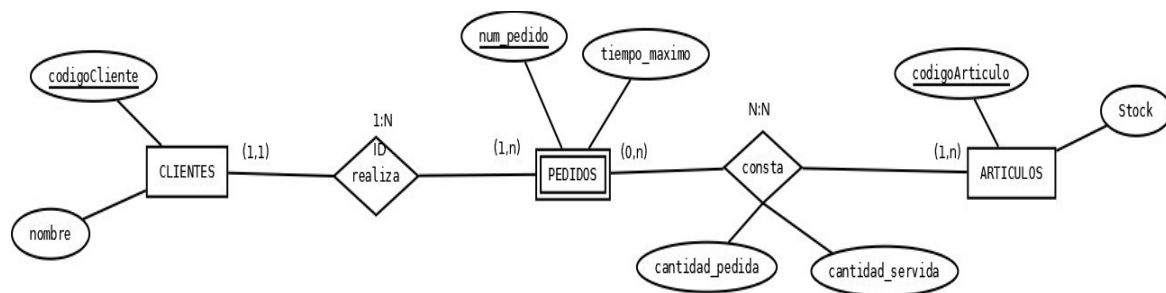 num_pedido
tiempo_maximo
codigoCliente
codigoArticulo
Stock
1:N
N:N
ID
(1,1)
(1,n)
(0,n)
(1,n)
CLIENTES
realiza
PEDIDOS
consta
ARTICULOS
nombre
cantidad_pedida
cantidad_servida